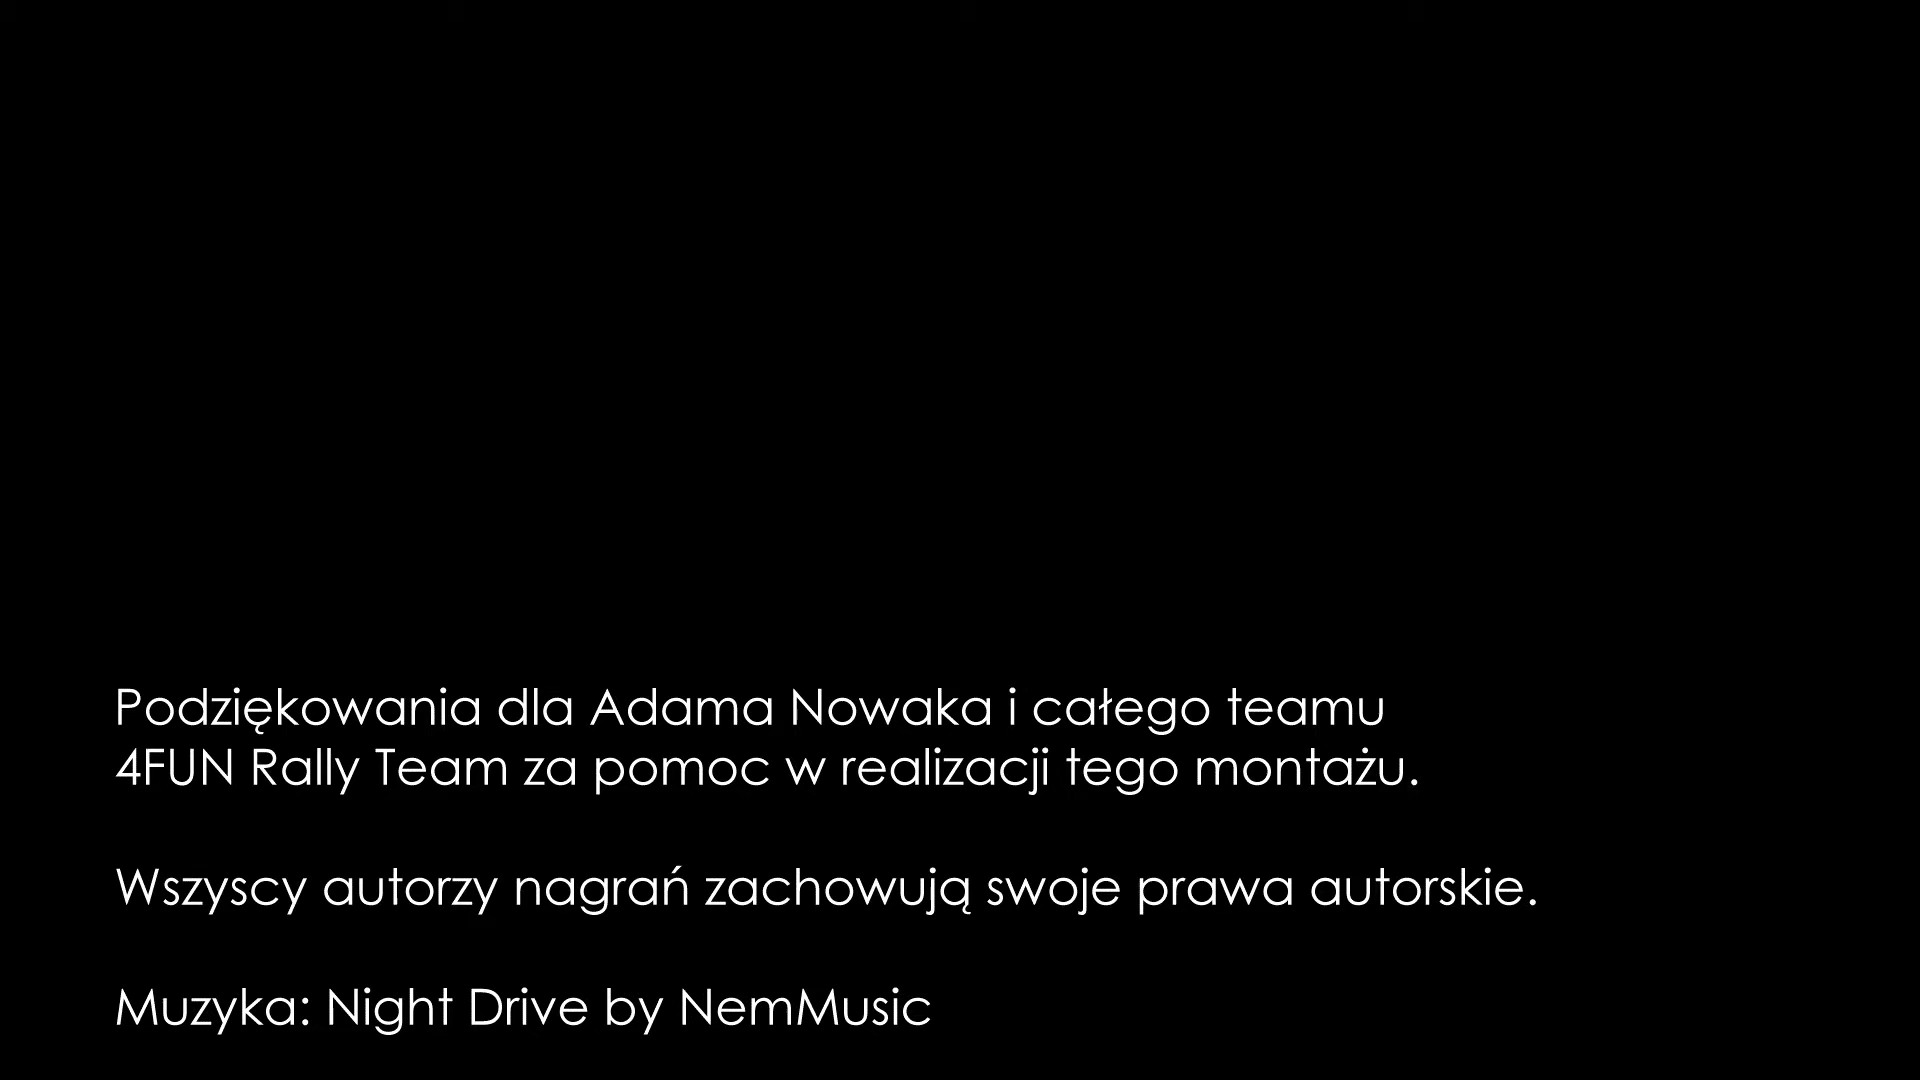 Podziękowania dla Adama Nowaka i całego teamu
4FUN Rally Team za pomoc w realizacji tego montażu.
Wszyscy autorzy nagrań zachowują swoje prawa autorskie.
Muzyka: Night Drive by NemMusic